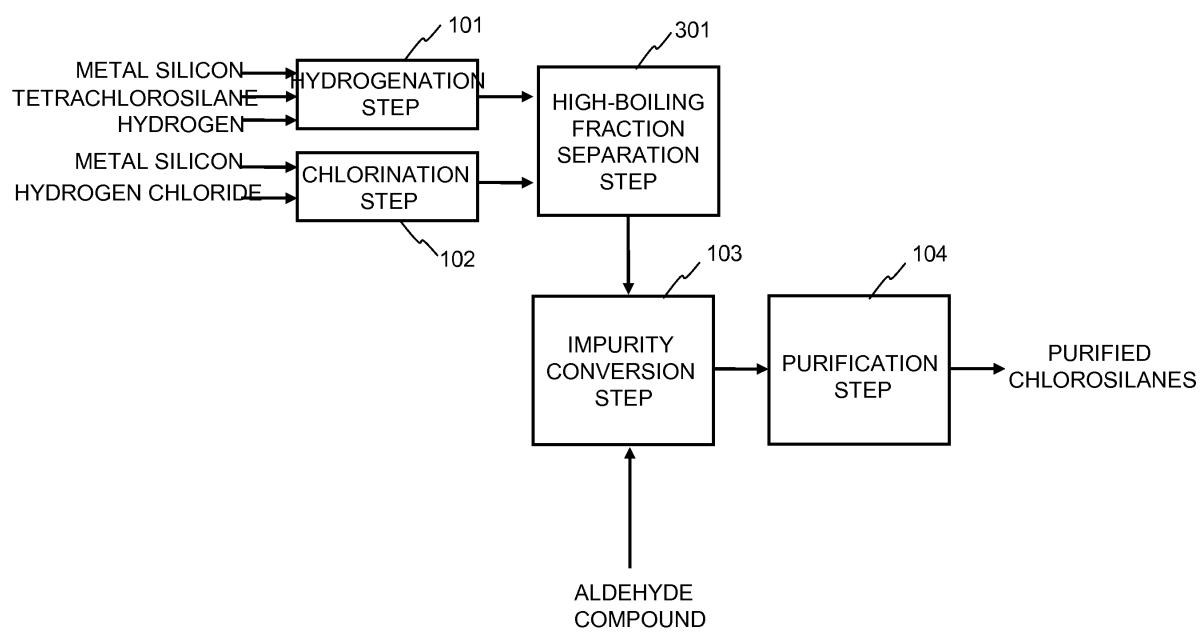 101
METAL SILICON
TETRACHLOROSILANE
HYDROGEN
HYDROGENATION
STEP
METAL SILICON
HYDROGEN CHLORIDE
CHLORINATION
STEP
102
301
HIGH-BOILING
FRACTION
SEPARATION
STEP
103
IMPURITY
CONVERSION
STEP
104
PURIFICATION
STEP
PURIFIED
CHLOROSILANES
ALDEHYDE
COMPOUND